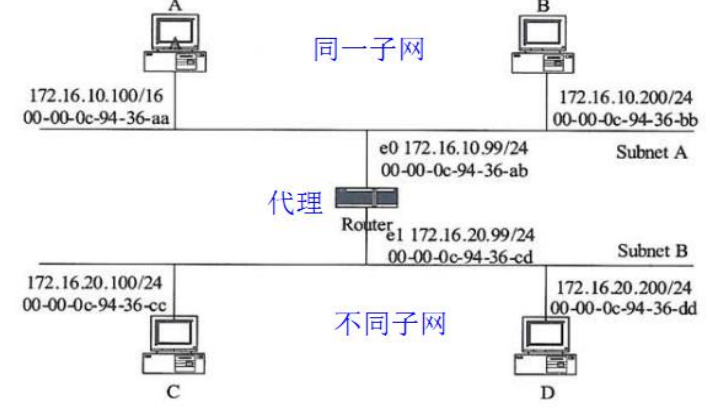 A
B
A
同一子网
172.16.10.100/16
00-00-0c-94-36-aa
172.16.10.200/24
00-00-0c-94-36-bb
e0 172.16.10.99/24
00-00-0c-94-36-ab
Subnet A
代理
Router
e1 172.16.20.99/24
00-00-0c-94-36-cd
Subnet B
172.16.20.100/24
00-00-0c-94-36-cc
172.16.20.200/24
00-00-0c-94-36-dd
不同子网
C
D